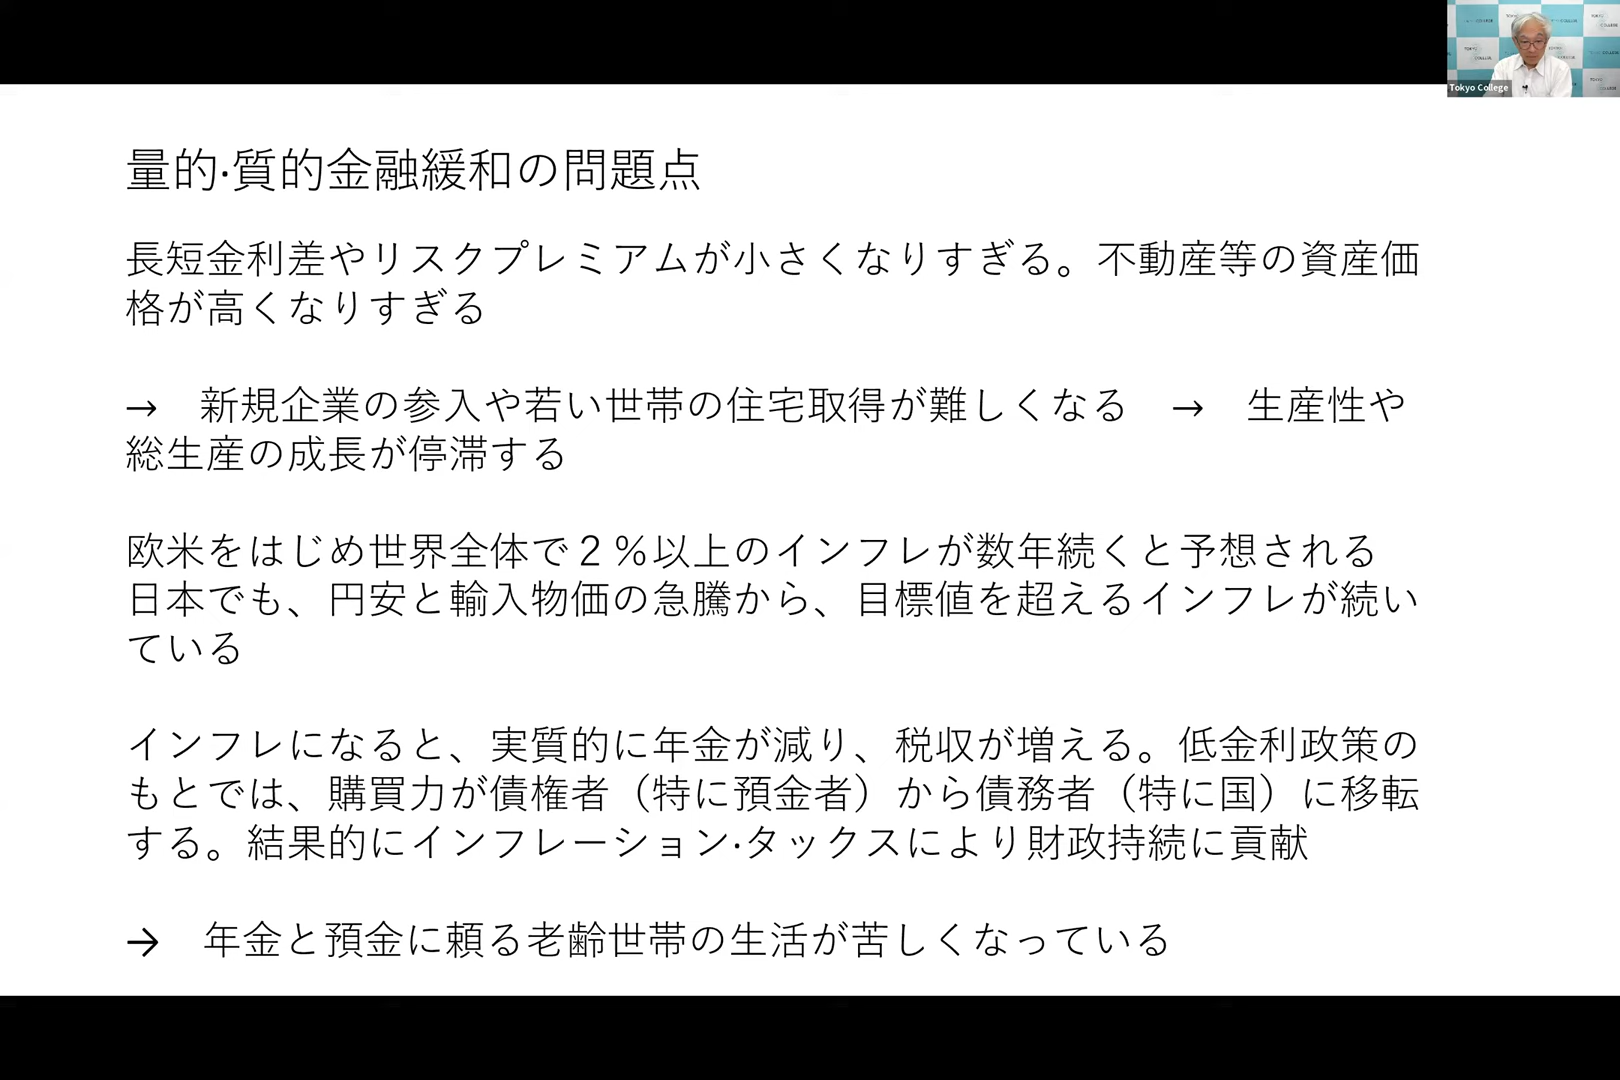 量的・質的金融緩和の問題点
長短金利差やリスクプレミアムが小さくなりすぎる。不動産等の資産価
格が高くなりすぎる
→　新規企業の参入や若い世帯の住宅取得が難しくなる　→　生産性や
総生産の成長が停滞する
欧米をはじめ世界全体で２％以上のインフレが数年続くと予想される
日本でも、円安と輸入物価の急騰から、目標値を超えるインフレが続い
ている
インフレになると、実質的に年金が減り、税収が増える。低金利政策の
もとでは、購買力が債権者（特に預金者）から債務者（特に国）に移転
する。結果的にインフレーション・タックスにより財政持続に貢献
→　年金と預金に頼る老齢世帯の生活が苦しくなっている
Tokyo College